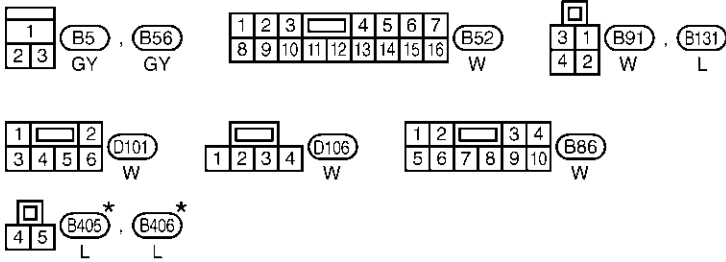 1 2 3 4 5 6 7 3 1
1 B5 , B56 B52 B91 , B131
2 3 8 9 10 11 12 13 14 15 16 4 2
GY GY W W L
1 2 1 2 3 4
D101 D106 B86
3 4 5 6 1 2 3 4 5 6 7 8 9 10
W W W
* *
B405 , B406
4 5
L L